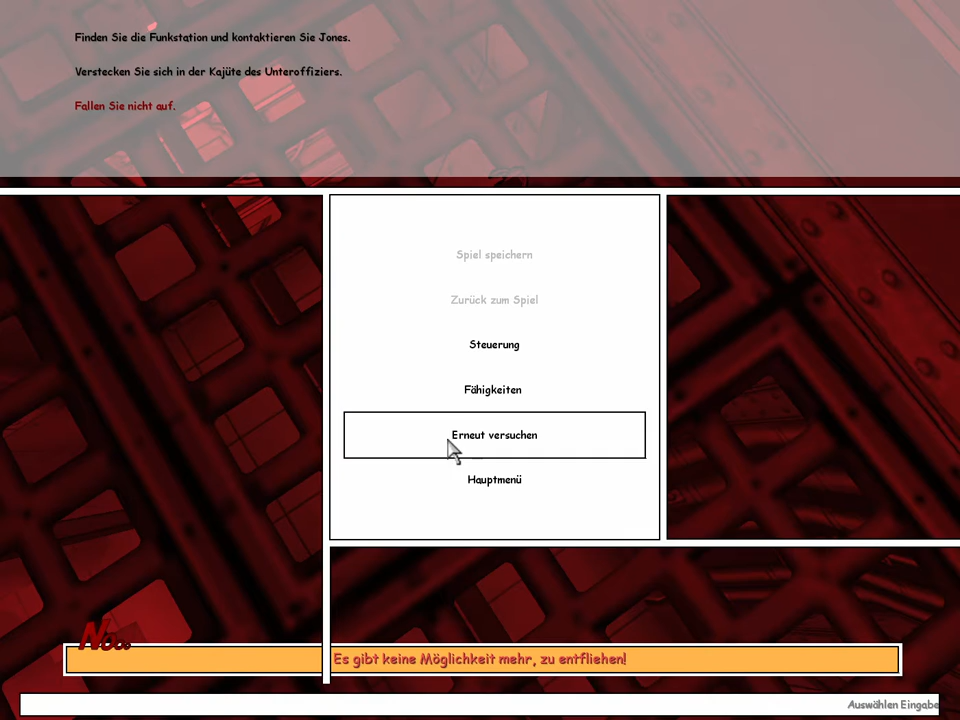 Finden Sie die Funkstation und kontaktieren Sie Jones.
Verstecken Sie sich in der Kajüte des Unteroffiziers.
Fallen Sie nicht auf.
Spiel speichern
Zurück zum Spiel
Steuerung
Fähigkeiten
Erneut versuchen
Hauptmenü
Es gibt keine Möglichkeit mehr, zu entfliehen!
Auswählen Eingabe